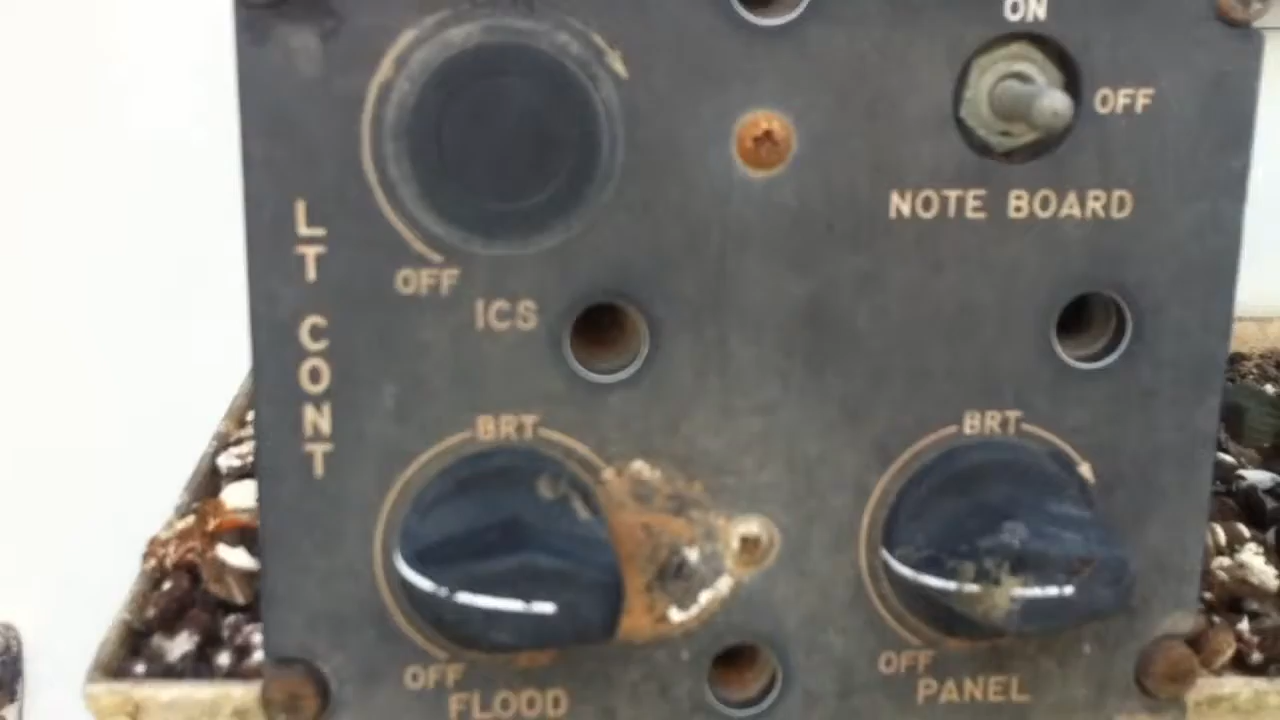 ON
OFF
NOTE BOARD
LT CONT
OFF
ICS
BRT
OFF
FLOOD
BRT
OFF
PANEL